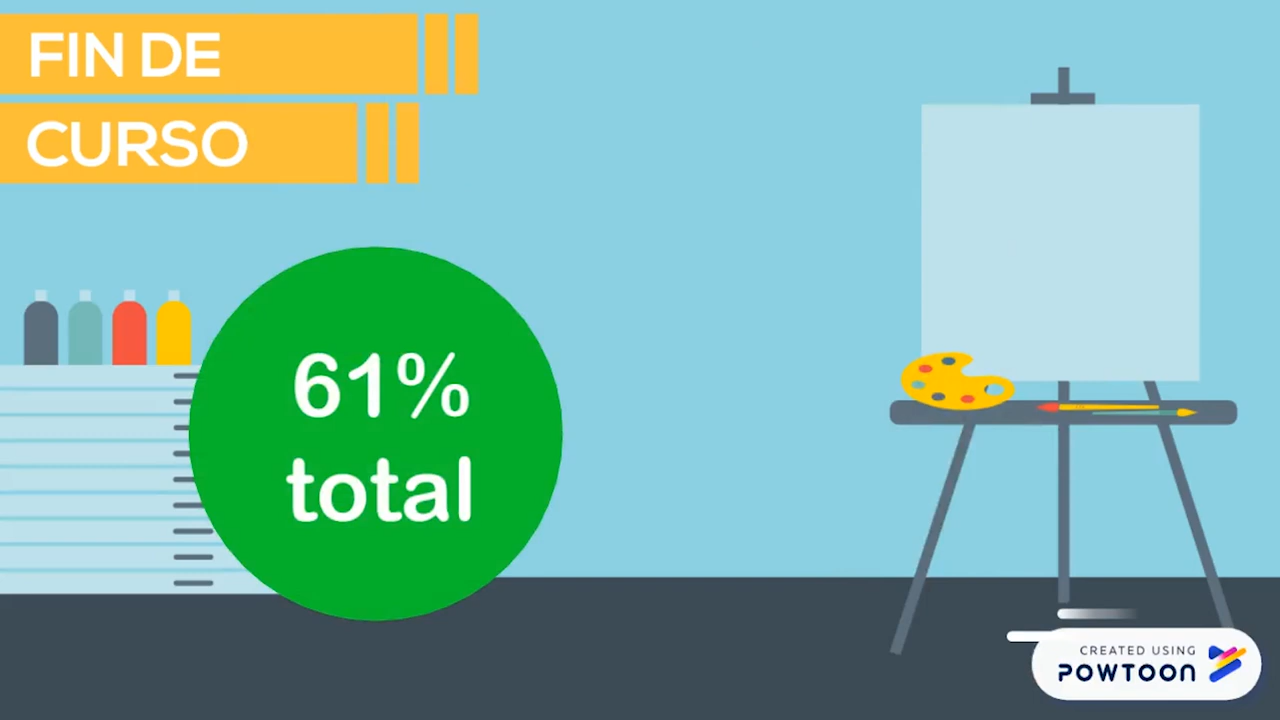 FIN DE
CURSO
61%
total
CREATED USING
POWTOON